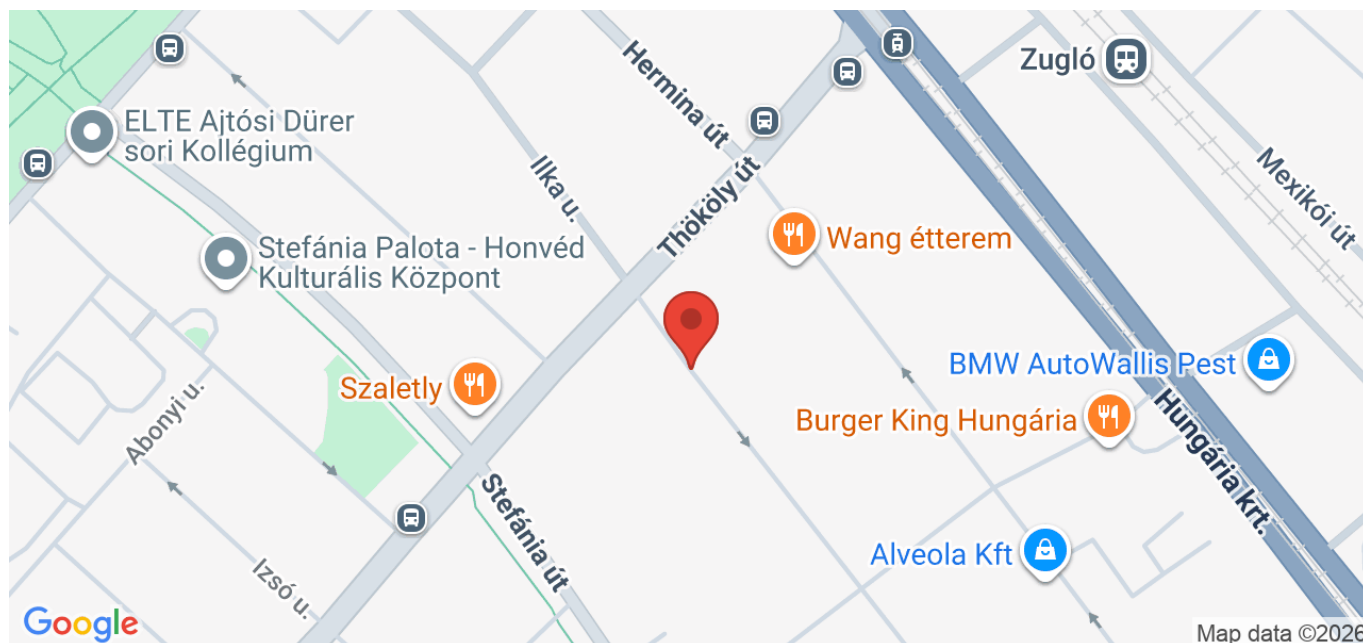 Zugló
Hermina út
ELTE Ajtósi Dürer
sori Kollégium
Ilka u.
Mexikói út
Thököly út
Wang étterem
Stefánia Palota - Honvéd
Kulturális Központ
BMW AutoWallis Pest
Szaletly
Abonyi u.
Burger King Hungária
Hungária krt.
Stefánia út
Alveola Kft
Izsó u.
Google
Map data ©2026